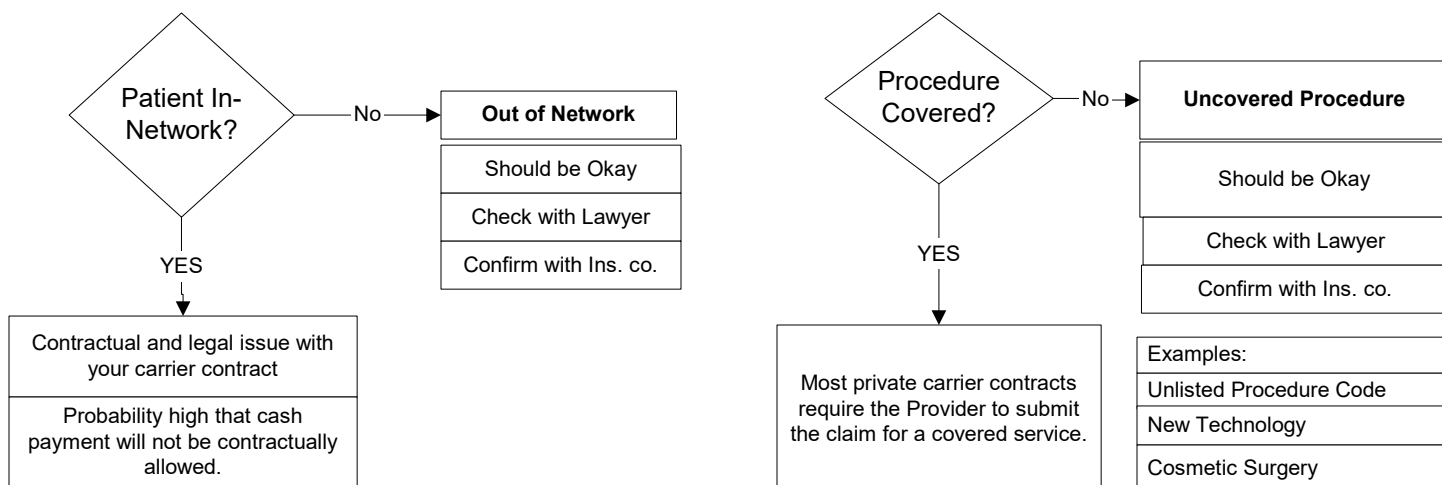 Patient In-
Network?
No
Out of Network
Should be Okay
Check with Lawyer
Confirm with Ins. co.
YES
Contractual and legal issue with
your carrier contract
Probability high that cash
payment will not be contractually
allowed.
Procedure
Covered?
No
Uncovered Procedure
Should be Okay
Check with Lawyer
Confirm with Ins. co.
YES
Most private carrier contracts
require the Provider to submit
the claim for a covered service.
Examples:
Unlisted Procedure Code
New Technology
Cosmetic Surgery